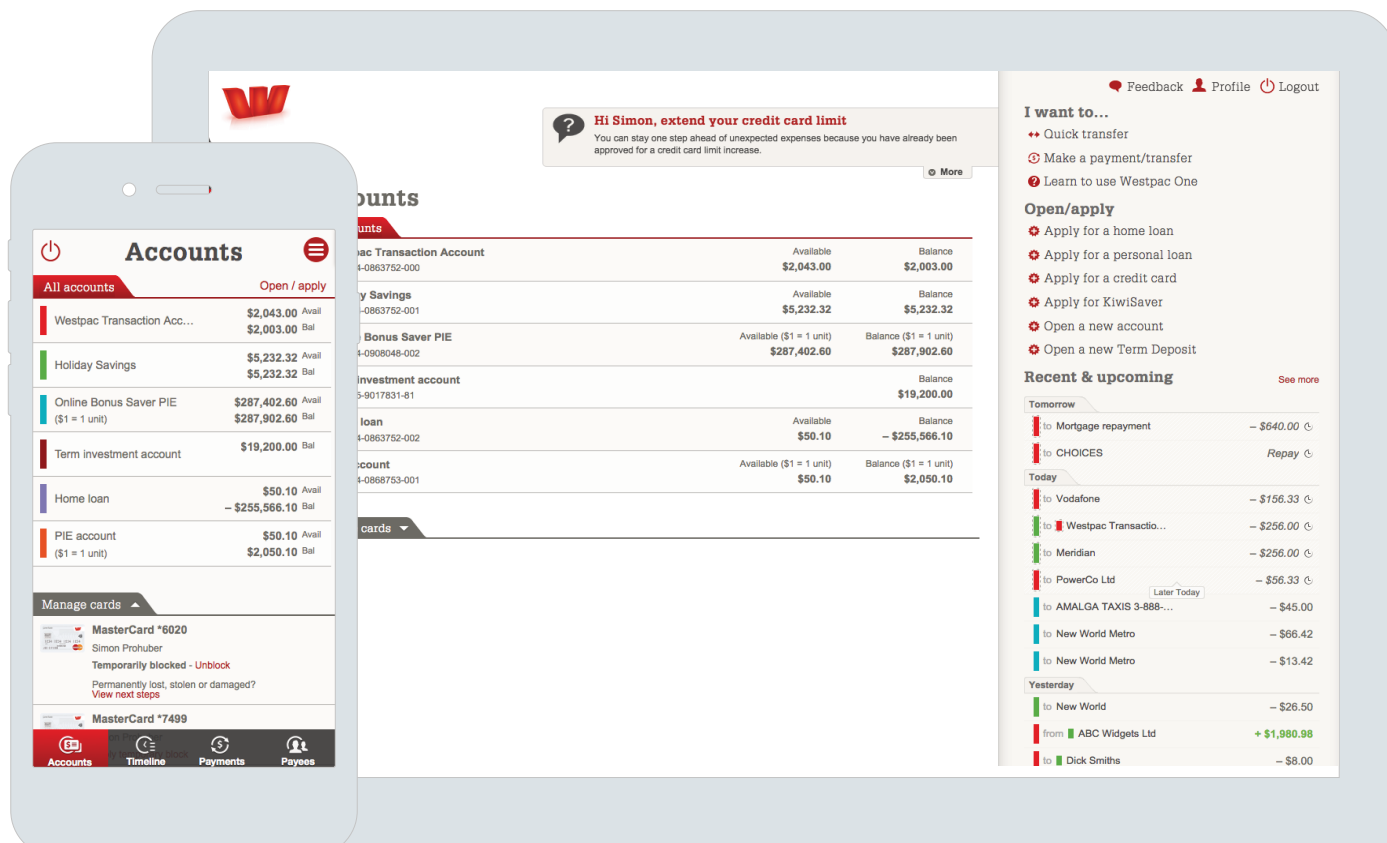 Feedback Profile Logout
Hi Simon, extend your credit card limit
You can stay one step ahead of unexpected expenses because you have already been
approved for a credit card limit increase.
More
ounts
unts
pac Transaction Account
Available Balance
4-0863752-000
$2,043.00 $2,003.00
y Savings
Available Balance
-0863752-001
$5,232.32 $5,232.32
Bonus Saver PIE
Available ($1 = 1 unit) Balance ($1 = 1 unit)
4-0908048-002
$287,402.60 $287,902.60
investment account
Balance
5-9017831-81
$19,200.00
loan
Available Balance
4-0863752-002
$50.10 – $255,566.10
ccount
Available ($1 = 1 unit) Balance ($1 = 1 unit)
4-0868753-001
$50.10 $2,050.10
cards
I want to...
Quick transfer
Make a payment/transfer
Learn to use Westpac One
Open/apply
Apply for a home loan
Apply for a personal loan
Apply for a credit card
Apply for KiwiSaver
Open a new account
Open a new Term Deposit
Recent & upcoming See more
Tomorrow
to Mortgage repayment – $640.00
to CHOICES Repay
Today
to Vodafone – $156.33
to Westpac Transactio... – $256.00
to Meridian – $256.00
to PowerCo Ltd – $56.33
Later Today
to AMALGA TAXIS 3-888-... – $45.00
to New World Metro – $66.42
to New World Metro – $13.42
Yesterday
to New World – $26.50
from ABC Widgets Ltd + $1,980.98
to Dick Smiths – $8.00
Accounts
All accounts Open / apply
Westpac Transaction Acc...
$2,043.00 Avail
$2,003.00 Bal
Holiday Savings
$5,232.32 Avail
$5,232.32 Bal
Online Bonus Saver PIE $287,402.60 Avail
($1 = 1 unit) $287,902.60 Bal
Term investment account $19,200.00 Bal
Home loan
$50.10 Avail
– $255,566.10 Bal
PIE account $50.10 Avail
($1 = 1 unit) $2,050.10 Bal
Manage cards
MasterCard *6020
Simon Prohuber
Temporarily blocked - Unblock
Permanently lost, stolen or damaged?
View next steps
MasterCard *7499
Accounts Timeline Payments Payees